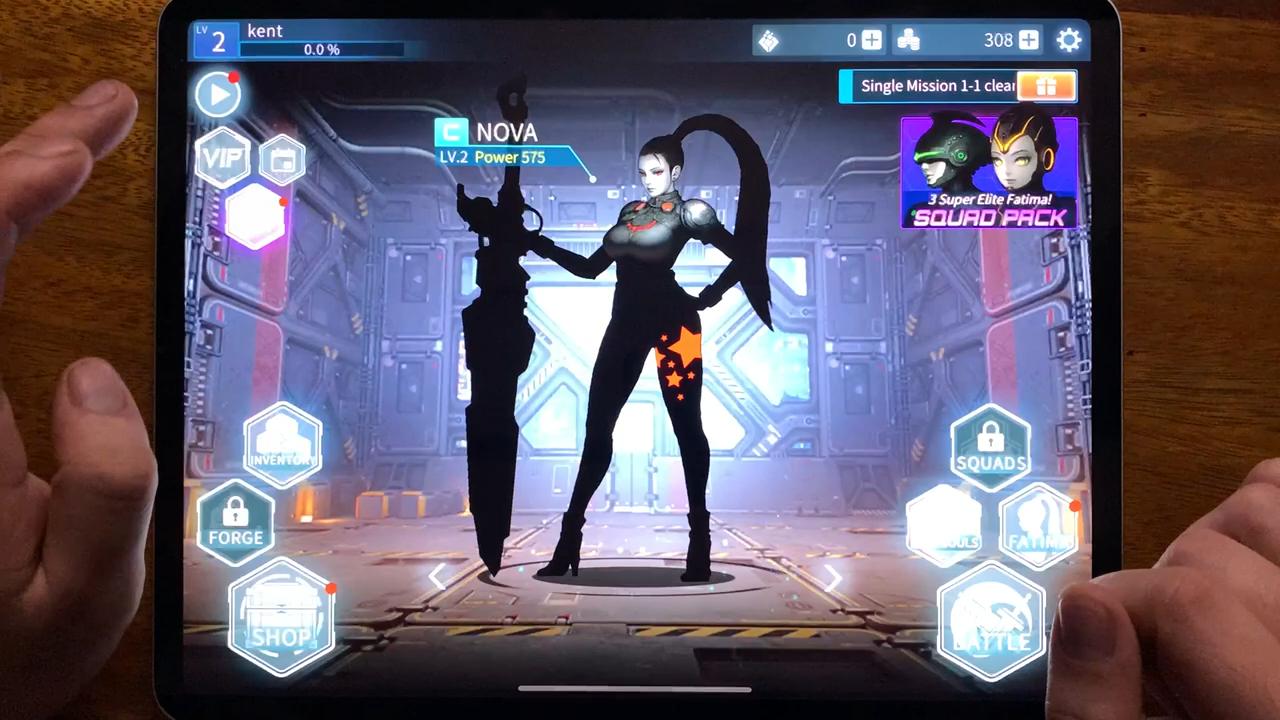 LV
2
kent
0.0 %
0
308
Single Mission 1-1 clear
VIP
C NOVA
LV.2 Power 575
3 Super Elite Fatima!
SQUAD PACK
INVENTORY
SQUADS
FORGE
SHOP
BATTLE